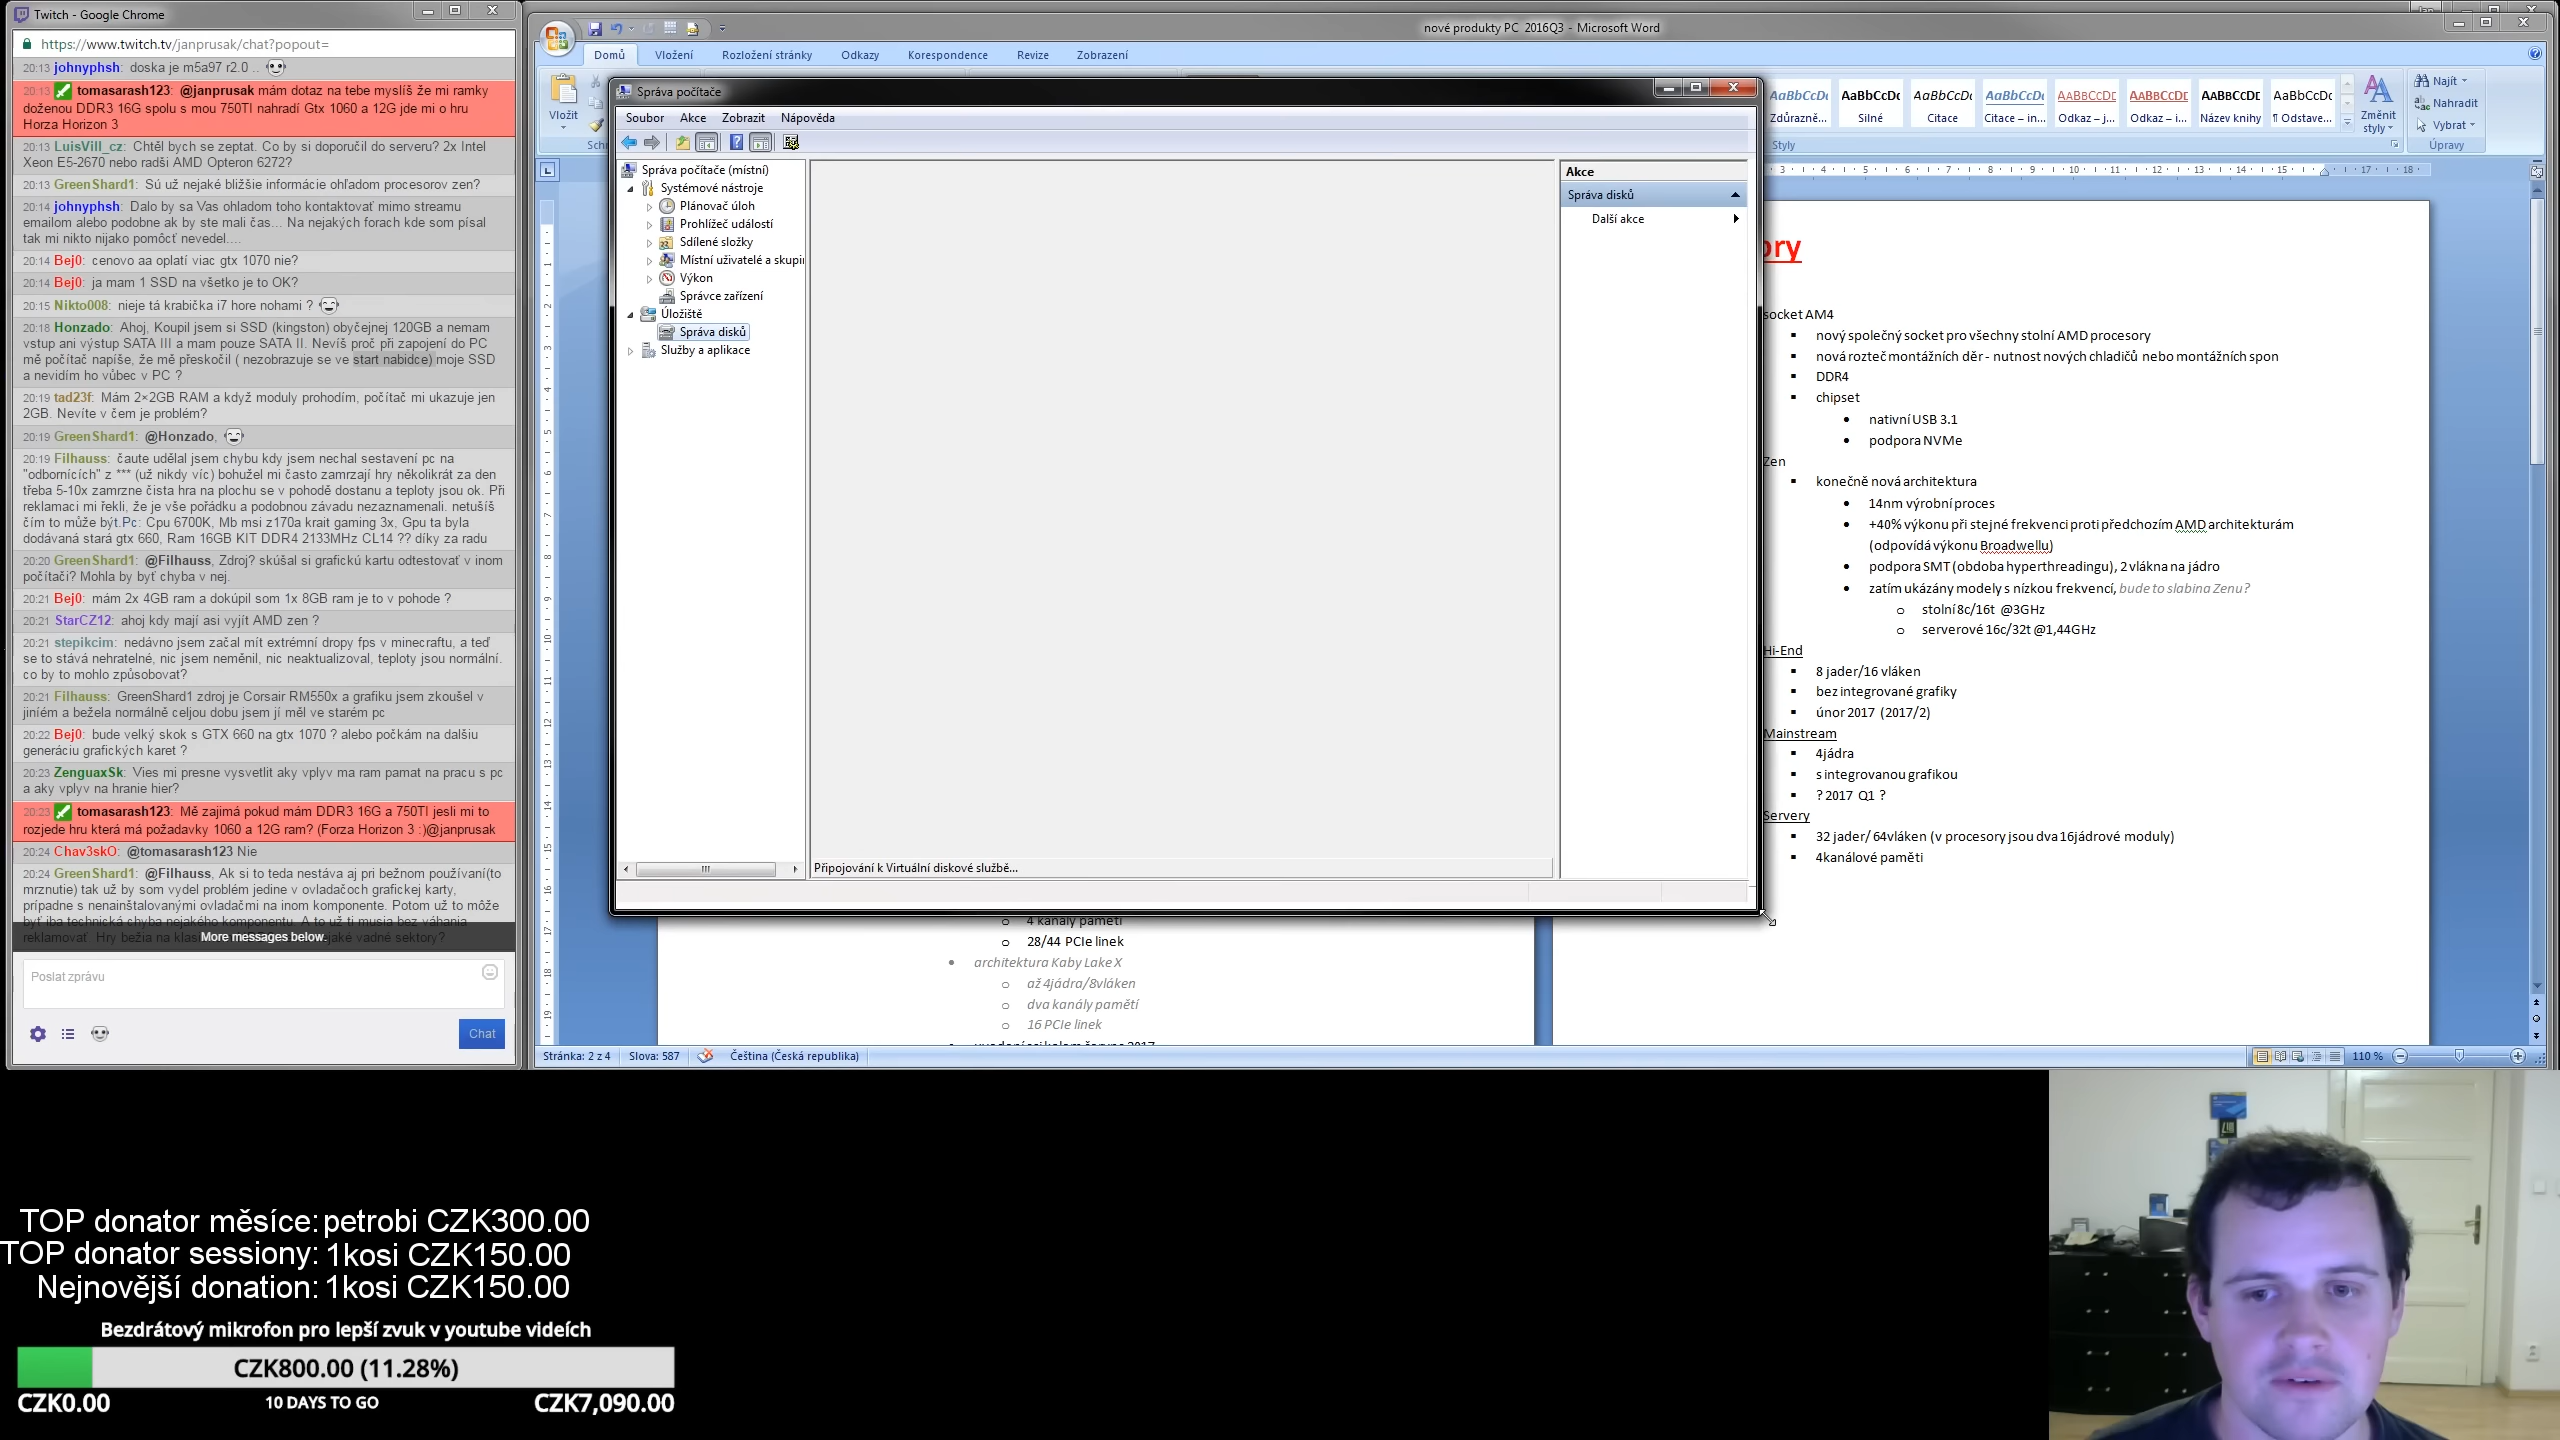 Twitch - Google Chrome
https://www.twitch.tv/janprusak/chat?popout=
20:13 johnyphsh: doska je m5a97 r2.0 ..
20:13 tomasarash123: @janprusak mám dotaz na tebe myslíš že mi ramky
doženou DDR3 16G spolu s mou 750TI nahradí Gtx 1060 a 12G jde mi o hru
Horza Horizon 3
20:13 LuisVill_cz: Chtěl bych se zeptat. Co by si doporučil do serveru? 2x Intel
Xeon E5-2670 nebo radši AMD Opteron 6272?
20:13 GreenShard1: Sú už nejaké bližšie informácie ohľadom procesorov zen?
20:14 johnyphsh: Dalo by sa Vas ohladom toho kontaktovať mimo streamu
emailom alebo podobne ak by ste mali čas... Na nejakých forach kde som písal
tak mi nikto nijako pomôcť nevedel....
20:14 Bej0: cenovo aa oplatí viac gtx 1070 nie?
20:14 Bej0: ja mam 1 SSD na všetko je to OK?
20:15 Nikto008: nieje tá krabička i7 hore nohami ?
20:18 Honzado: Ahoj, Koupil jsem si SSD (kingston) obyčejnej 120GB a nemam
vstup ani výstup SATA III a mam pouze SATA II. Nevíš proč při zapojení do PC
mě počítač napíše, že mě přeskočil ( nezobrazuje se ve start nabidce) moje SSD
a nevidím ho vůbec v PC ?
20:19 tad23f: Mám 2×2GB RAM a když moduly prohodím, počítač mi ukazuje jen
2GB. Nevíte v čem je problém?
20:19 GreenShard1: @Honzado,
20:19 Filhauss: čaute udělal jsem chybu kdy jsem nechal sestavení pc na
"odbornících" z *** (už nikdy víc) bohužel mi často zamrzají hry několikrát za den
třeba 5-10x zamrzne čista hra na plochu se v pohodě dostanu a teploty jsou ok. Při
reklamaci mi řekli, že je vše pořádku a podobnou závadu nezaznamenali. netušíš
čím to může být.Pc: Cpu 6700K, Mb msi z170a krait gaming 3x, Gpu ta byla
dodávaná stará gtx 660, Ram 16GB KIT DDR4 2133MHz CL14 ?? díky za radu
20:20 GreenShard1: @Filhauss, Zdroj? skúšal si grafickú kartu odtestovať v inom
počítači? Mohla by byť chyba v nej.
20:21 Bej0: mám 2x 4GB ram a dokúpil som 1x 8GB ram je to v pohode ?
20:21 StarCZ12: ahoj kdy mají asi vyjít AMD zen ?
20:21 stepikcim: nedávno jsem začal mít extrémní dropy fps v minecraftu, a teď
se to stává nehratelné, nic jsem neměnil, nic neaktualizoval, teploty jsou normální.
co by to mohlo způsobovat?
20:21 Filhauss: GreenShard1 zdroj je Corsair RM550x a grafiku jsem zkoušel v
jiniém a bežela normálně celjou dobu jsem jí měl ve starém pc
20:22 Bej0: bude velký skok s GTX 660 na gtx 1070 ? alebo počkám na dalšiu
generáciu grafických karet ?
20:23 ZenguaxSk: Vies mi presne vysvetlit aky vplyv ma ram pamat na pracu s pc
a aky vplyv na hranie hier?
20:23 tomasarash123: Mě zajimá pokud mám DDR3 16G a 750TI jesli mi to
rozjede hru která má požadavky 1060 a 12G ram? (Forza Horizon 3 :)@janprusak
20:24 Chav3skO: @tomasarash123 Nie
20:24 GreenShard1: @Filhauss, Ak si to teda nestáva aj pri bežnom používaní(to
mrznutie) tak už by som vydel problém jedine v ovladačoch grafickej karty,
prípadne s nenainštalovanými ovladačmi na inom komponente. Potom už to môže
byť iba technická chyba nejakého komponentu. A to už ti musia bez váhania
reklamovať Hry bežia na klas
More messages below.
jaké vadné sektory?
Poslat zprávu
Chat
nové produkty PC 2016Q3 - Microsoft Word
Domů Vložení Rozložení stránky Odkazy Korespondence Revize Zobrazení
Vložit
Schr
AaBbCcDc AaBbCcDc AaBbCcDc AaBbCcDc AABBCCDE AABBCCDE AaBbCcDc AaBbCcDc
Zdůrazně... Silné Citace Citace – in... Odkaz – j... Odkaz – i... Název knihy ¶ Odstave...
Změnit
styly
Styly
Najít
Nahradit
Vybrat
Úpravy
Správa počítače
Soubor Akce Zobrazit Nápověda
Správa počítače (místní)
Systémové nástroje
Plánovač úloh
Prohlížeč událostí
Sdílené složky
Místní uživatelé a skupin
Výkon
Správce zařízení
Úložiště
Správa disků
Služby a aplikace
Připojování k Virtuální diskové službě...
Akce
Správa disků
Další akce
ory
socket AM4
nový společný socket pro všechny stolní AMD procesory
nová rozteč montážních děr - nutnost nových chladičů nebo montážních spon
DDR4
chipset
nativní USB 3.1
podpora NVMe
Zen
konečně nová architektura
14nm výrobní proces
+40% výkonu při stejné frekvenci proti předchozím AMD architekturám
(odpovídá výkonu Broadwellu)
podpora SMT (obdoba hyperthreadingu), 2 vlákna na jádro
zatím ukázány modely s nízkou frekvencí, bude to slabina Zenu?
stolní 8c/16t @3GHz
serverové 16c/32t @1,44GHz
Hi-End
8 jader/16 vláken
bez integrované grafiky
únor 2017 (2017/2)
Mainstream
4jádra
s integrovanou grafikou
? 2017 Q1 ?
Servery
32 jader/ 64vláken (v procesory jsou dva 16jádrové moduly)
4kanálové paměti
4 kanály pamětí
28/44 PCIe linek
architektura Kaby Lake X
až 4jádra/8vláken
dva kanály pamětí
16 PCIe linek
Stránka: 2 z 4 Slova: 587 Čeština (Česká republika)
110 %
TOP donator měsíce: petrobi CZK300.00
TOP donator sessiony: 1kosi CZK150.00
Nejnovější donation: 1kosi CZK150.00
Bezdrátový mikrofon pro lepší zvuk v youtube videích
CZK800.00 (11.28%)
CZK0.00 10 DAYS TO GO CZK7,090.00